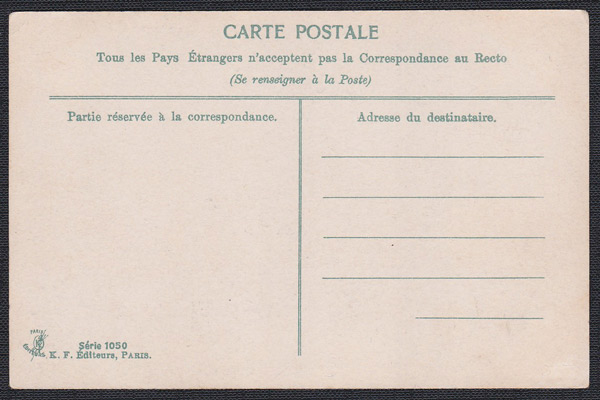 CARTE POSTALE
Tous les Pays Étrangers n'acceptent pas la Correspondance au Recto
(Se renseigner à la Poste)
Partie réservée à la correspondance.
Adresse du destinataire.
PARIS
Série 1050
K. F. Éditeurs, PARIS.